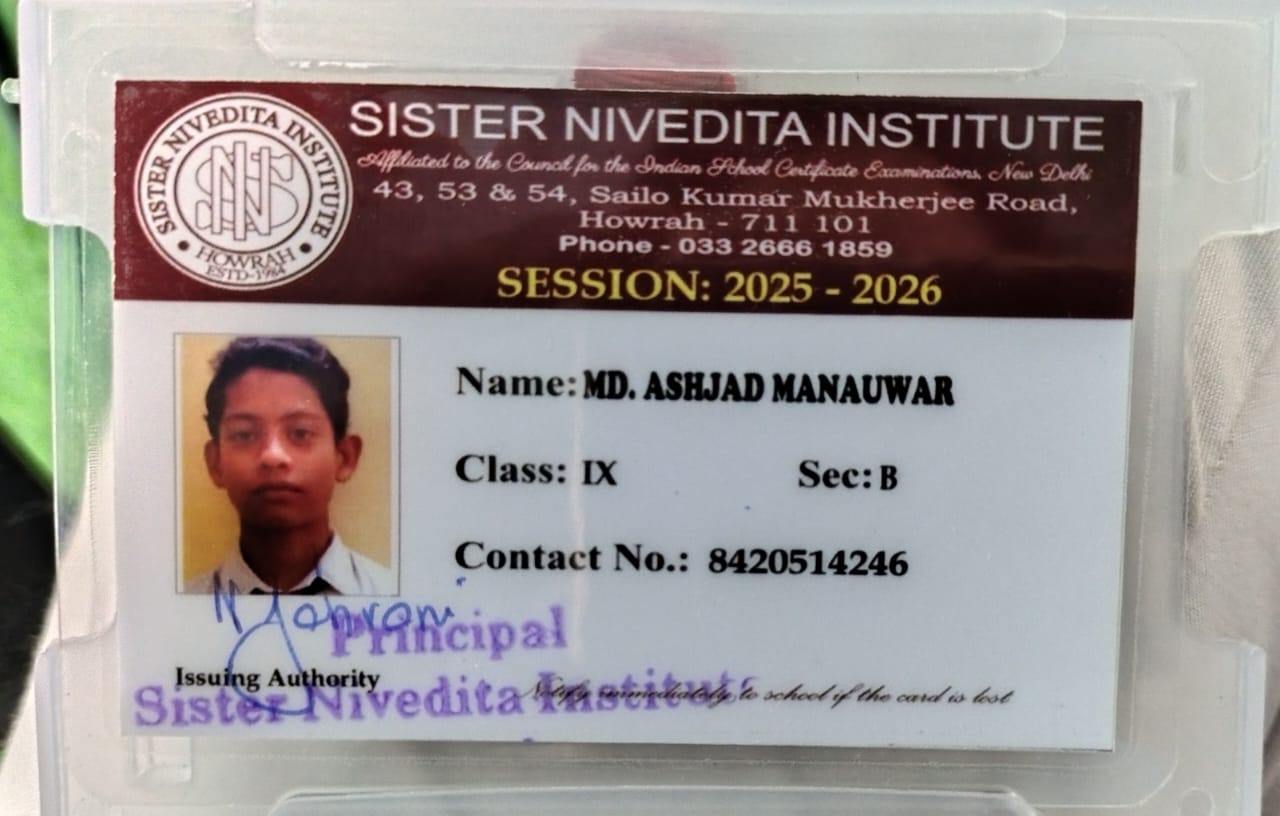 SISTER NIVEDITA INSTITUTE
HOWRAH
ESTD-1984
SISTER NIVEDITA INSTITUTE
Affiliated to the Council for the Indian School Certificate Examinations, New Delhi
43, 53 & 54, Sailo Kumar Mukherjee Road,
Howrah - 711 101
Phone - 033 2666 1859
SESSION: 2025 - 2026
Name: MD. ASHJAD MANAUWAR
Class: IX Sec: B
Contact No.: 8420514246
Principal
Issuing Authority
Sister Nivedita Institute
Notify immediately to school if the card is lost